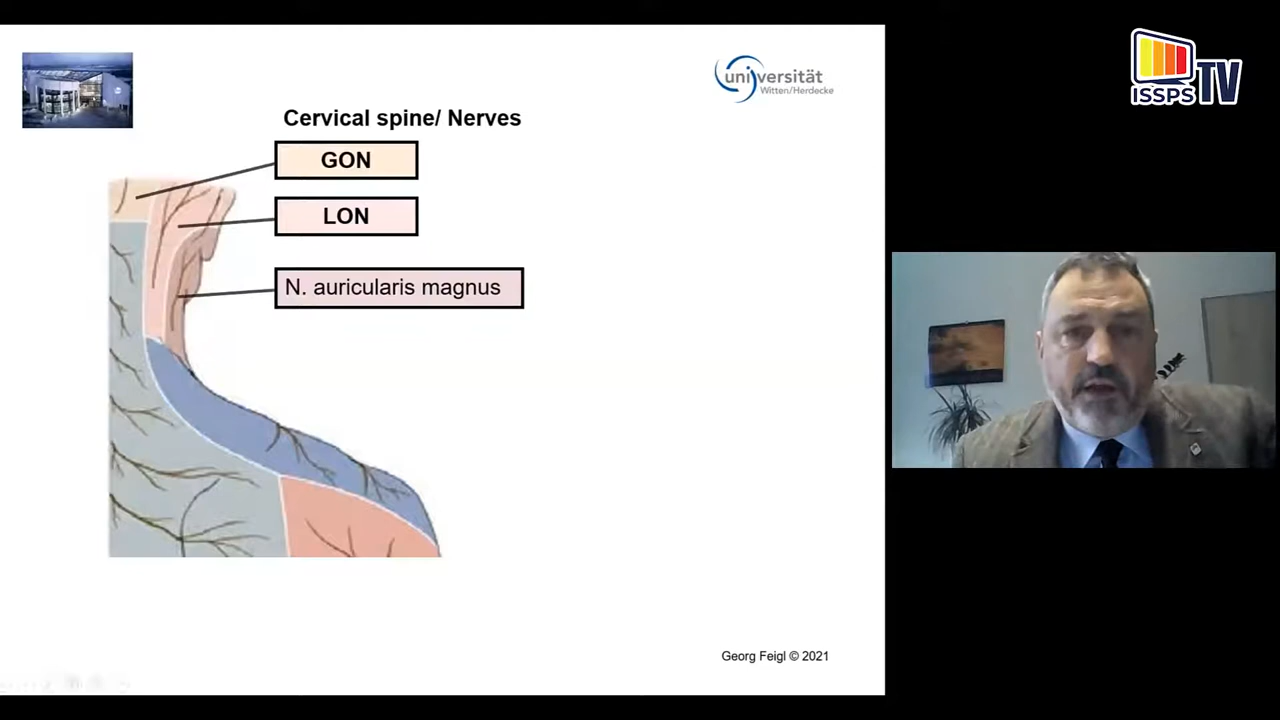 universität
Witten/Herdecke
ISSPS TV
Cervical spine/ Nerves
GON
LON
N. auricularis magnus
Georg Feigl © 2021